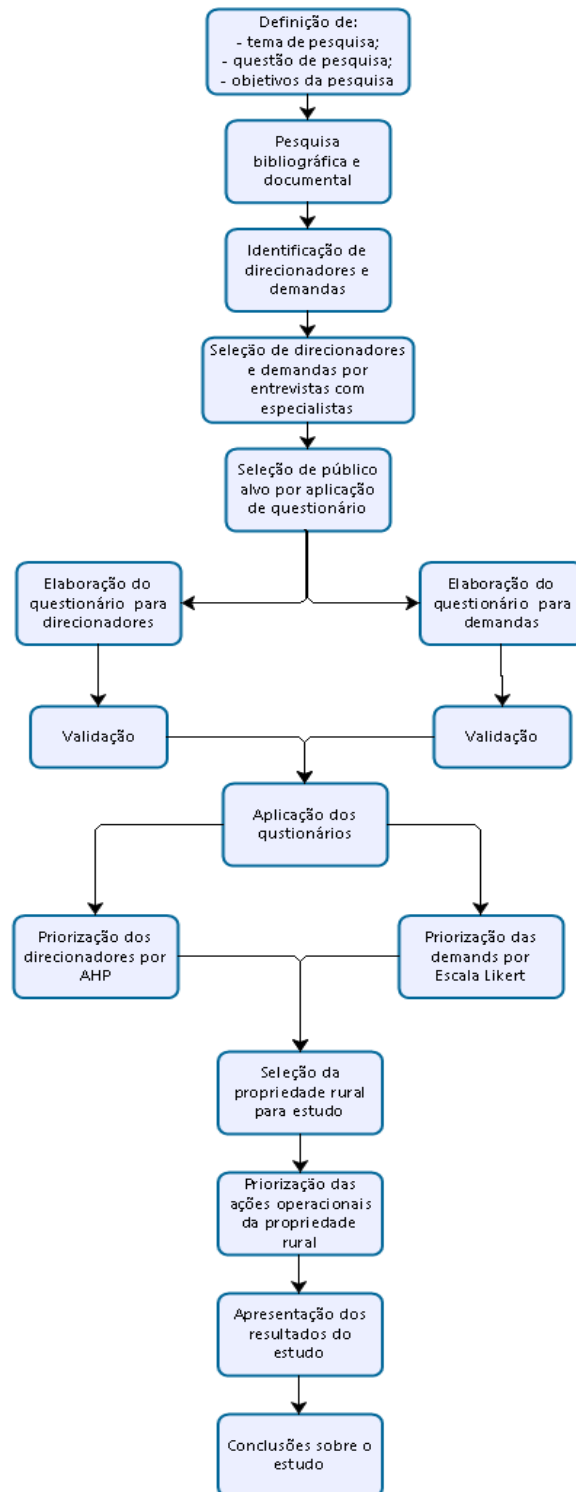 Definição de:
- tema de pesquisa;
- questão de pesquisa;
- objetivos da pesquisa
Pesquisa
bibliográfica e
documental
Identificação de
direcionadores e
demandas
Seleção de direcionadores
e demandas por
entrevistas com
especialistas
Seleção de público
alvo por aplicação
de questionário
Elaboração do
questionário para
direcionadores
Elaboração do
questionário para
demandas
Validação
Validação
Aplicação dos
qustionários
Priorização dos
direcionadores por
AHP
Priorização das
demands por
Escala Likert
Seleção da
propriedade rural
para estudo
Priorização das
ações operacionais
da propriedade
rural
Apresentação dos
resultados do
estudo
Conclusões sobre o
estudo